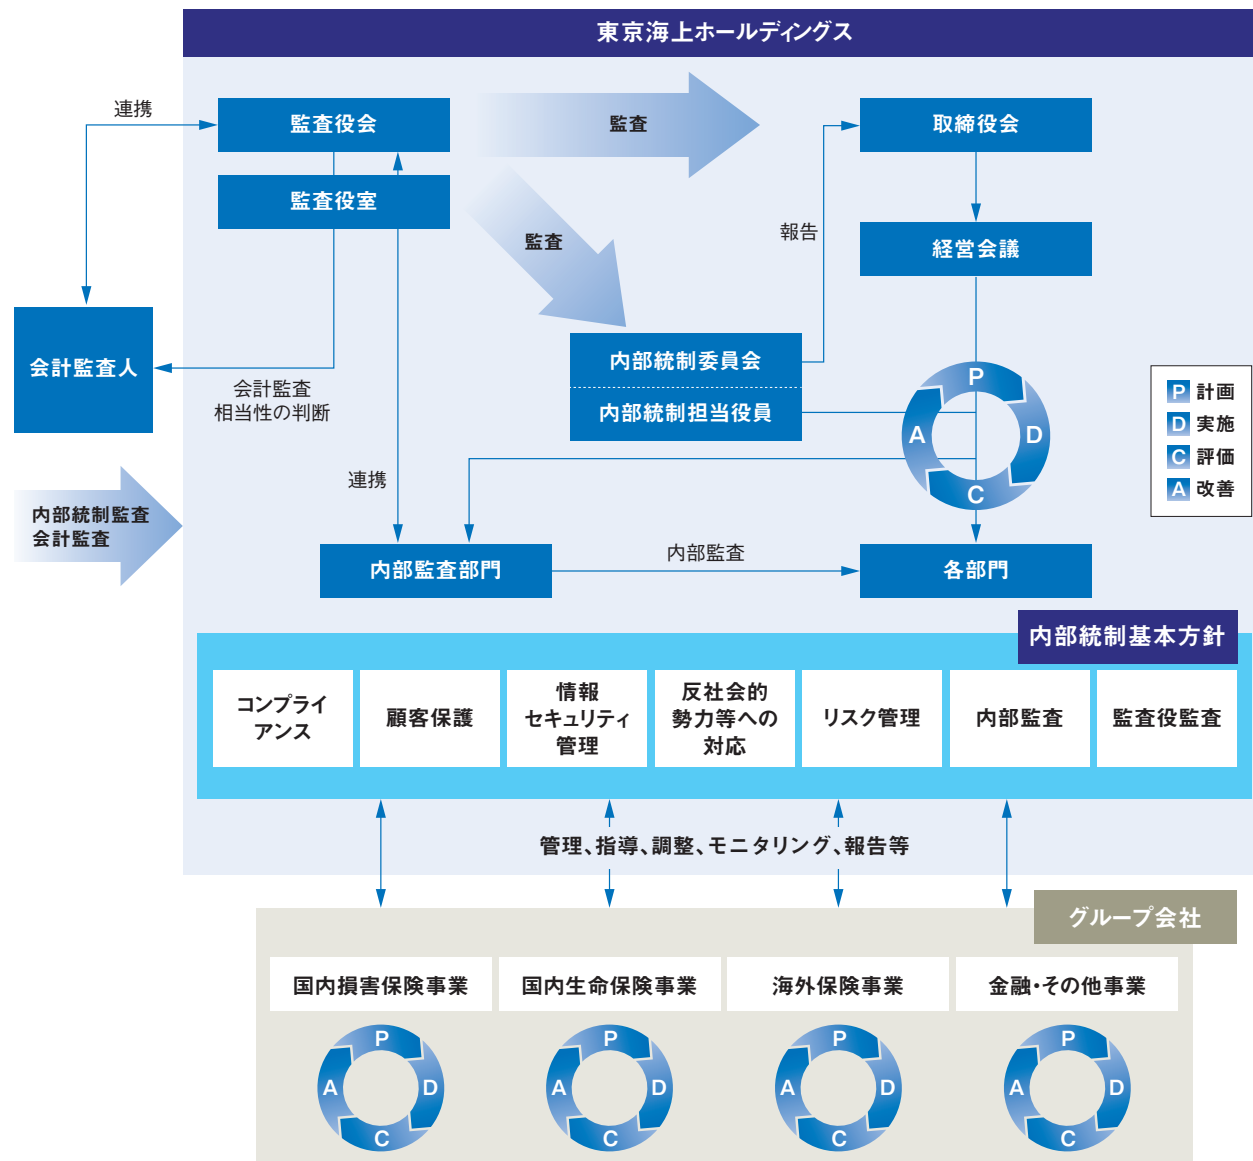 東京海上ホールディングス
連携
監査役会
監査
取締役会
監査役室
監査
報告
経営会議
会計監査人
会計監査
相当性の判断
内部統制委員会
内部統制担当役員
P
D
C
A
P 計画
D 実施
C 評価
A 改善
連携
内部統制監査
会計監査
内部監査部門
内部監査
各部門
内部統制基本方針
コンプライ
アンス
顧客保護
情報
セキュリティ
管理
反社会的
勢力等への
対応
リスク管理
内部監査
監査役監査
管理、指導、調整、モニタリング、報告等
グループ会社
国内損害保険事業
国内生命保険事業
海外保険事業
金融・その他事業
P
D
C
A
P
D
C
A
P
D
C
A
P
D
C
A